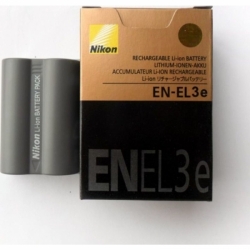 Nikon
RECHARGEABLE Li-ion BATTERY
LITHIUM-IONEN-AKKU
ACCUMULATEUR Li-ION RECHARGEABLE
Li-ion リチャージャブルバッテリー
EN-EL3e
ENEL3e
Nikon Li-ion BATTERY PACK